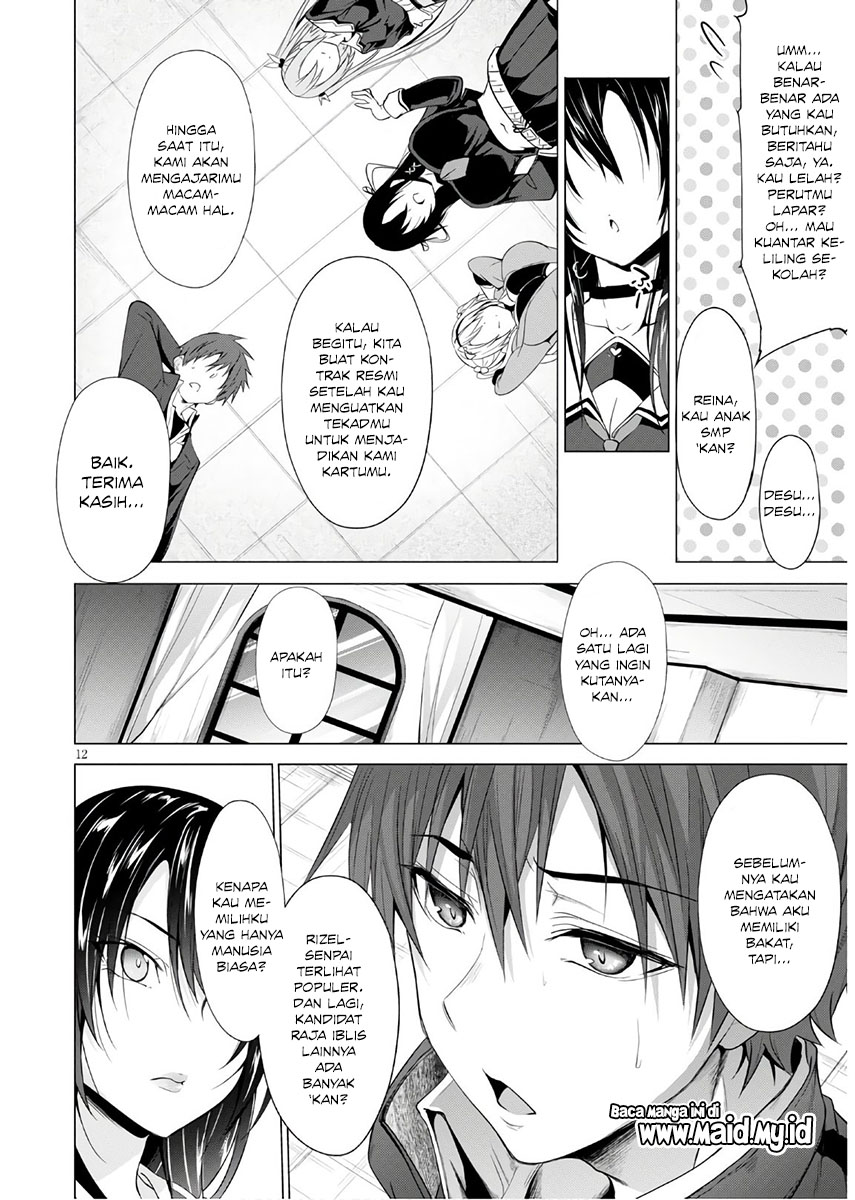 UMM...
KALAU
BENAR-
BENAR ADA
YANG KAU
BUTUHKAN,
BERITAHU
SAJA, YA.
KAU LELAH?
PERUTMU
LAPAR?
OH... MAU
KUANTAR KE-
LILING SE-
KOLAH?
REINA,
KAU ANAK
SMP
'KAN?
DESU...
DESU...
HINGGA
SAAT ITU,
KAMI AKAN
MENGAJARIMU
MACAM-
MACAM HAL.
KALAU
BEGITU, KITA
BUAT KON-
TRAK RESMI
SETELAH KAU
MENGUATKAN
TEKADMU
UNTUK MENJA-
DIKAN KAMI
KARTUMU.
BAIK.
TERIMA
KASIH...
OH... ADA
SATU LAGI
YANG INGIN
KUTANYA-
KAN...
APAKAH
ITU?
12
SEBELUM-
NYA KAU
MENGATAKAN
BAHWA AKU
MEMILIKI
BAKAT,
TAPI...
RIZEL-
SENPAI
TERLIHAT
POPULER.
DAN LAGI,
KANDIDAT
RAJA IBLIS
LAINNYA
ADA
BANYAK
'KAN?
KENAPA
KAU ME-
MILIHKU
YANG HANYA
MANUSIA
BIASA?
Baca Manga ini di
www.Maid.My.id